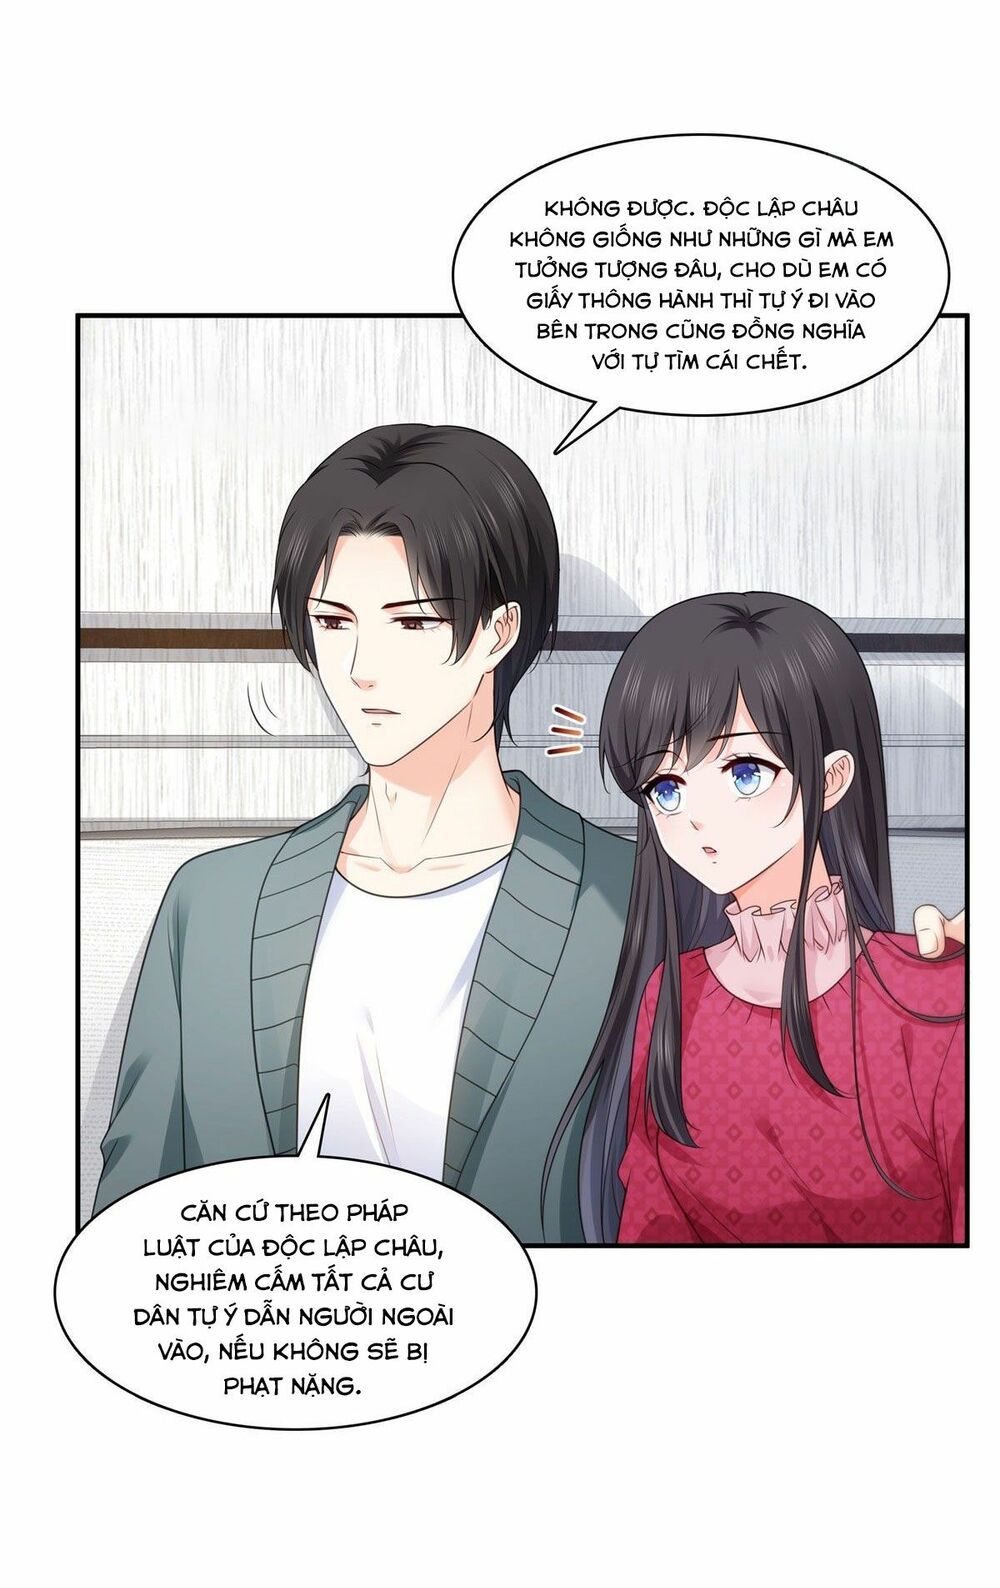 KHÔNG ĐƯỢC. ĐỘC LẬP CHÂU
KHÔNG GIỐNG NHƯ NHỮNG GÌ MÀ EM
TƯỞNG TƯỢNG ĐÂU, CHO DÙ EM CÓ
GIẤY THÔNG HÀNH THÌ TỰ Ý ĐI VÀO
BÊN TRONG CŨNG ĐỒNG NGHĨA
VỚI TỰ TÌM CÁI CHẾT.
CĂN CỨ THEO PHÁP
LUẬT CỦA ĐỘC LẬP CHÂU,
NGHIÊM CẤM TẤT CẢ CƯ
DÂN TỰ Ý DẪN NGƯỜI NGOÀI
VÀO, NẾU KHÔNG SẼ BỊ
PHẠT NẶNG.